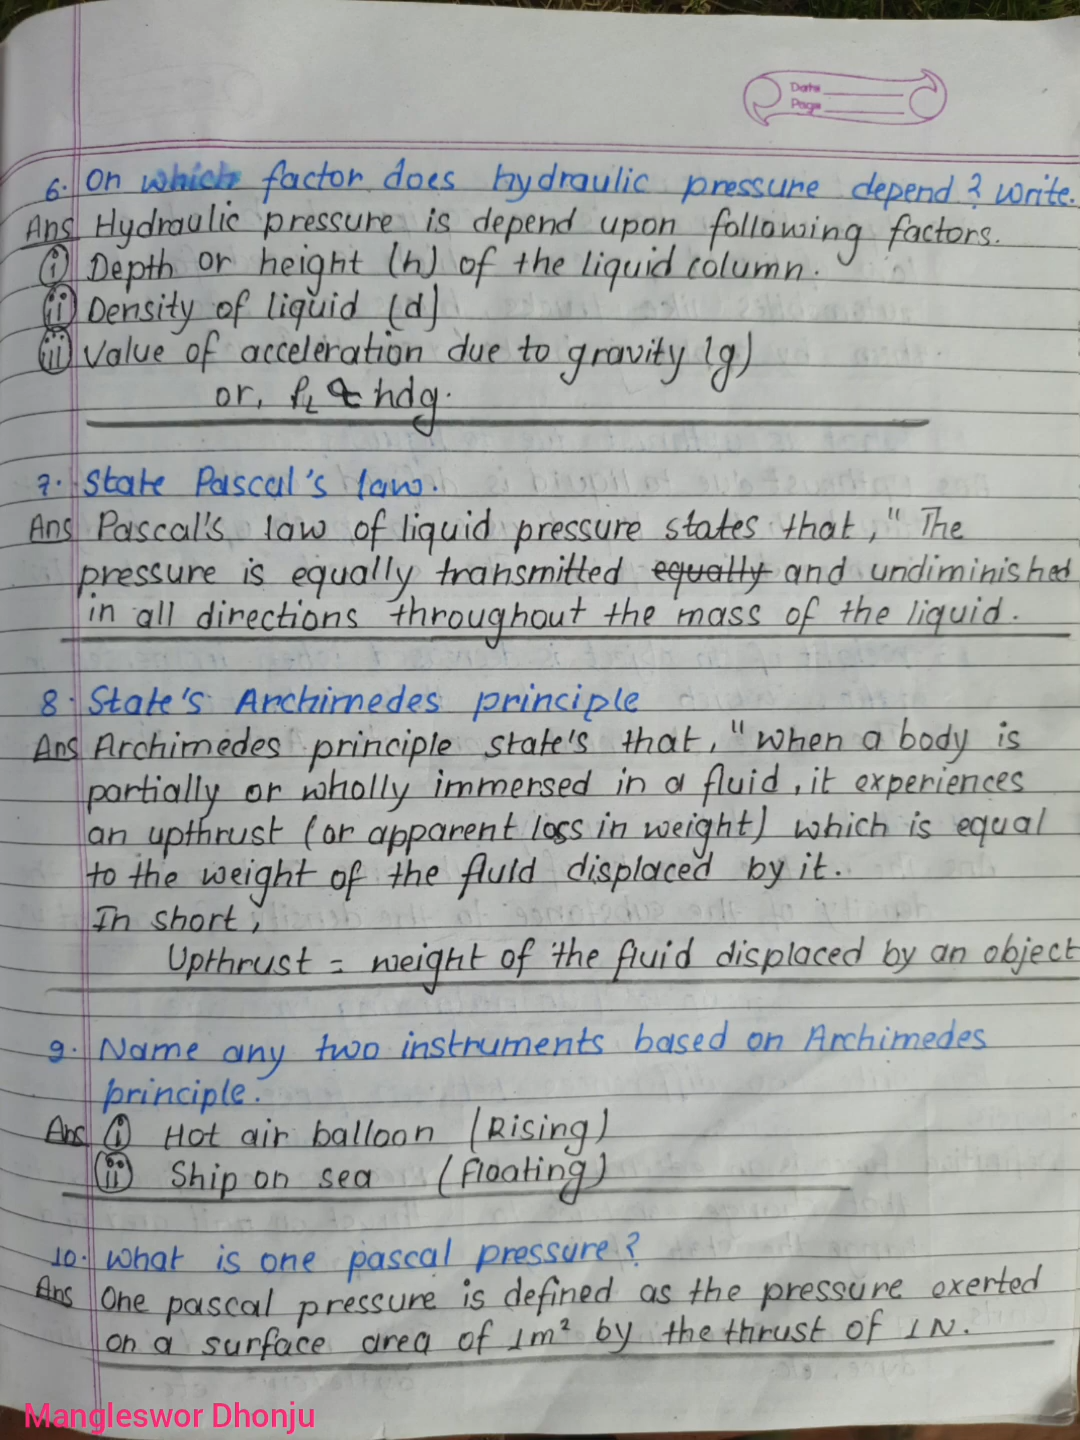 Date
Page
6. On which factor does hydraulic pressure depend? write.
Ans Hydraulic pressure is depend upon following factors.
(i) Depth or height (h) of the liquid column.
(ii) Density of liquid (d)
(iii) Value of acceleration due to gravity (g)
or, PL ∝ hdg.
7. State Pascal's law.
Ans Pascal's law of liquid pressure states that, "The
pressure is equally transmitted equally and undiminished
in all directions throughout the mass of the liquid.
8. State's Archimedes principle
Ans Archimedes principle state's that, "when a body is
partially or wholly immersed in a fluid, it experiences
an upthrust (or apparent loss in weight) which is equal
to the weight of the fluid displaced by it.
In short,
Upthrust = weight of the fluid displaced by an object
9. Name any two instruments based on Archimedes
principle.
Ans (i) Hot air balloon (Rising)
(ii) Ship on sea (floating)
10. What is one pascal pressure?
Ans One pascal pressure is defined as the pressure exerted
on a surface area of 1m² by the thrust of 1N.
Mangleswor Dhonju